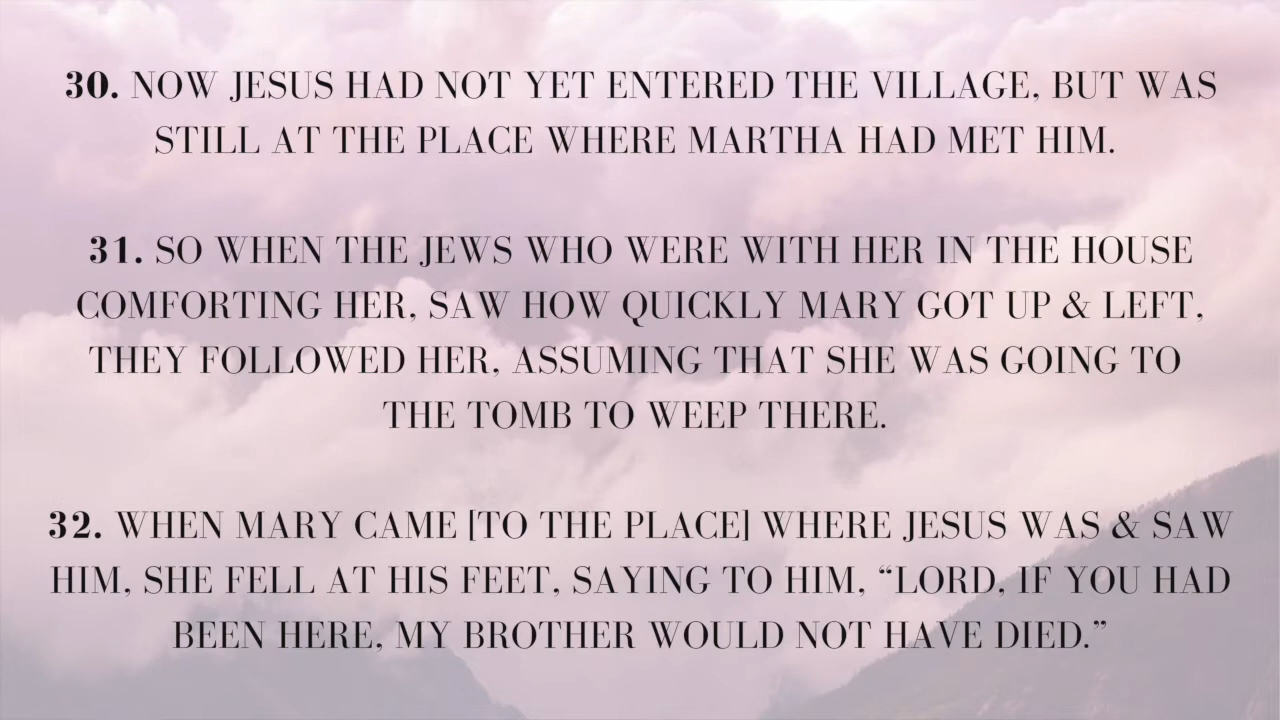 30. NOW JESUS HAD NOT YET ENTERED THE VILLAGE, BUT WAS
STILL AT THE PLACE WHERE MARTHA HAD MET HIM.
31. SO WHEN THE JEWS WHO WERE WITH HER IN THE HOUSE
COMFORTING HER, SAW HOW QUICKLY MARY GOT UP & LEFT,
THEY FOLLOWED HER, ASSUMING THAT SHE WAS GOING TO
THE TOMB TO WEEP THERE.
32. WHEN MARY CAME [TO THE PLACE] WHERE JESUS WAS & SAW
HIM, SHE FELL AT HIS FEET, SAYING TO HIM, “LORD, IF YOU HAD
BEEN HERE, MY BROTHER WOULD NOT HAVE DIED.”